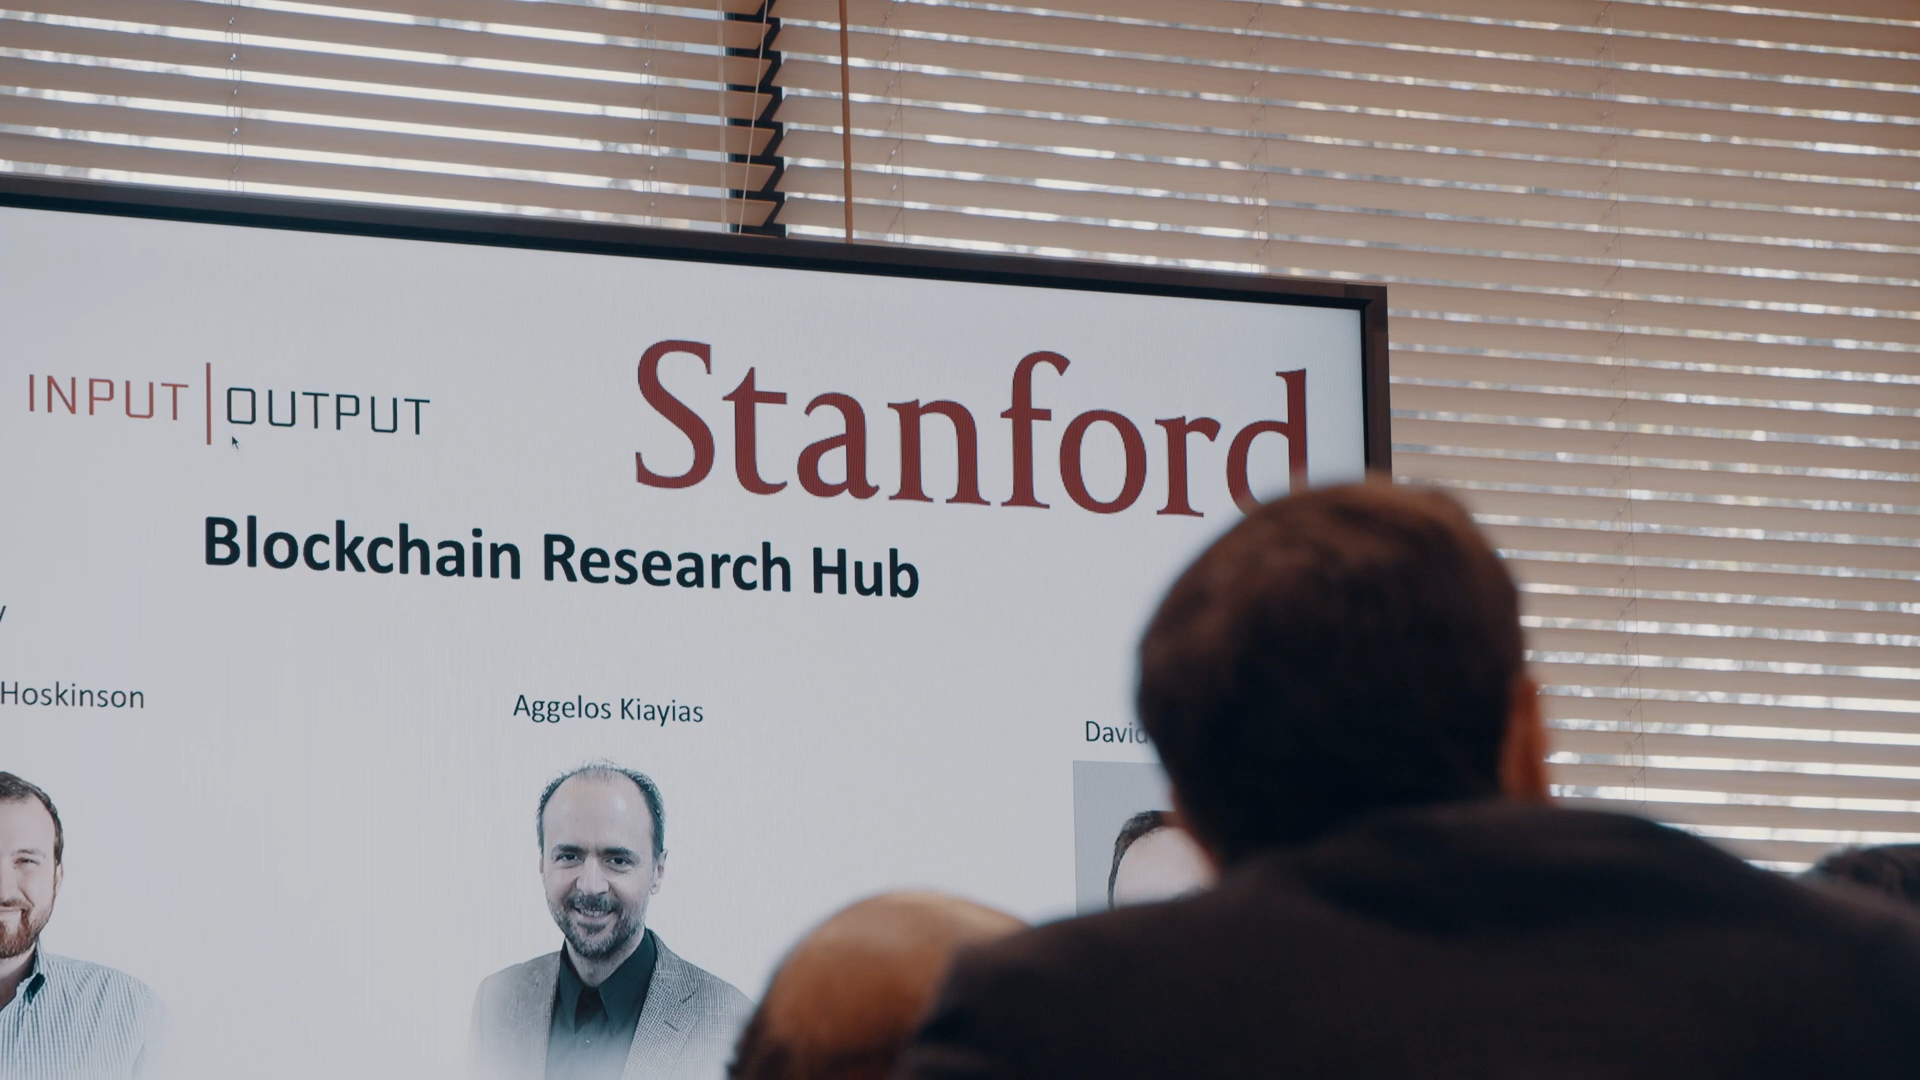 INPUT | OUTPUT
Stanford
Blockchain Research Hub
Hoskinson
Aggelos Kiayias
David